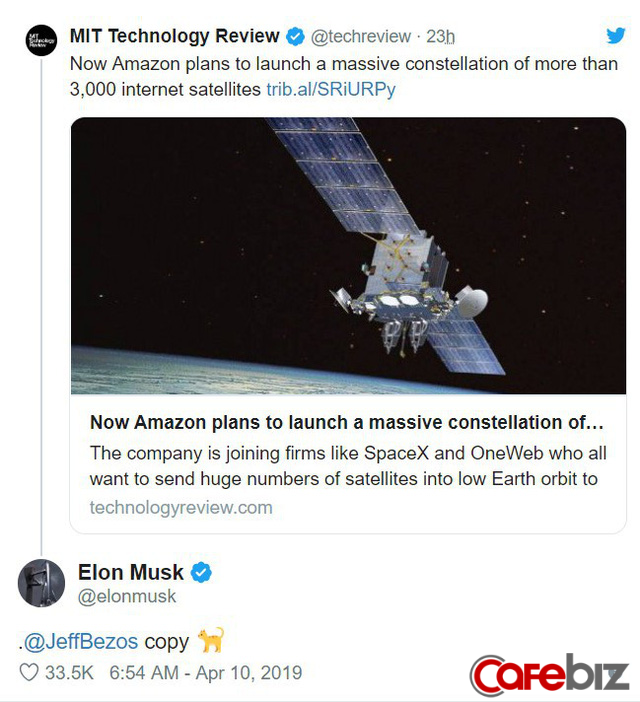 MIT Technology Review @techreview · 23h
Now Amazon plans to launch a massive constellation of more than
3,000 internet satellites trib.al/SRiURPy
Now Amazon plans to launch a massive constellation of...
The company is joining firms like SpaceX and OneWeb who all
want to send huge numbers of satellites into low Earth orbit to
technologyreview.com
Elon Musk
@elonmusk
.@JeffBezos copy 🐈
33.5K 6:54 AM - Apr 10, 2019
Cafebiz